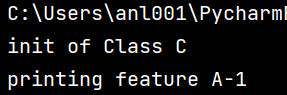 C:\Users\anl001\Pycharm
init of Class C
printing feature A-1